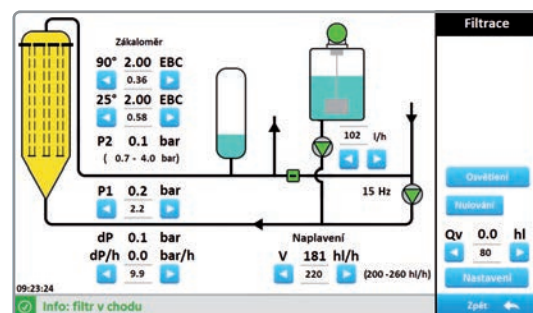 Filtrace
Zákaloměr
90° 2.00 EBC
0.36
25° 2.00 EBC
0.58
P2 0.1 bar
( 0.7 - 4.0 bar)
102 l/h
15 Hz
P1 0.2 bar
2.2
dP 0.1 bar
dP/h 0.0 bar/h
9.9
Naplavení
V 181 hl/h
220 (200 -260 hl/h)
Osvětlení
Nulování
Qv 0.0 hl
80
Nastavení
Zpět
09:23:24
Info: filtr v chodu